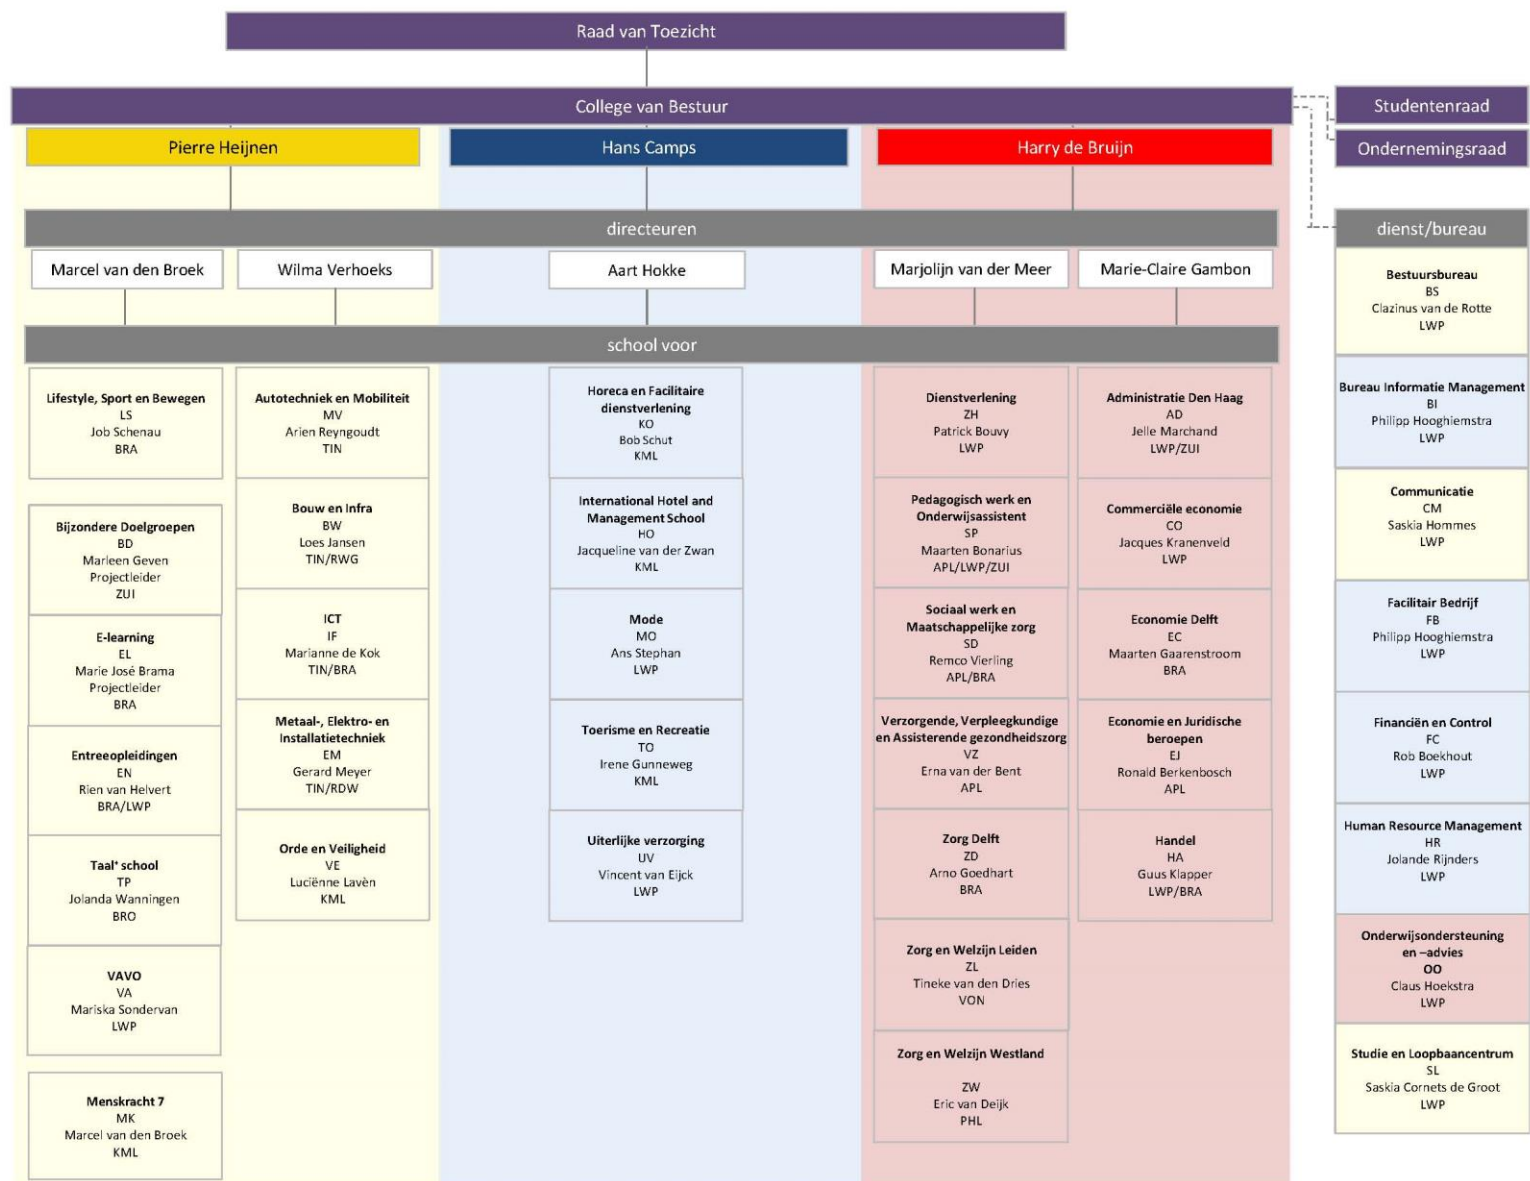 Raad van Toezicht
College van Bestuur
Studentenraad
Ondernemingsraad
Pierre Heijnen
Hans Camps
Harry de Bruijn
directeuren
dienst/bureau
Marcel van den Broek
Wilma Verhoeks
Aart Hokke
Marjolijn van der Meer
Marie-Claire Gambon
school voor
Lifestyle, Sport en Bewegen
LS
Job Schenau
BRA
Bijzondere Doelgroepen
BD
Marleen Geven
Projectleider
ZUI
E-learning
EL
Marie José Brama
Projectleider
BRA
Entreeopleidingen
EN
Rien van Helvert
BRA/LWP
Taal⁺ school
TP
Jolanda Wanningen
BRO
VAVO
VA
Mariska Sondervan
LWP
Menskracht 7
MK
Marcel van den Broek
KML
Autotechniek en Mobiliteit
MV
Arien Reyngoudt
TIN
Bouw en Infra
BW
Loes Jansen
TIN/RWG
ICT
IF
Marianne de Kok
TIN/BRA
Metaal-, Elektro- en
Installatietechniek
EM
Gerard Meyer
TIN/RDW
Orde en Veiligheid
VE
Luciënne Lavèn
KML
Horeca en Facilitaire
dienstverlening
KO
Bob Schut
KML
International Hotel and
Management School
HO
Jacqueline van der Zwan
KML
Mode
MO
Ans Stephan
LWP
Toerisme en Recreatie
TO
Irene Gunneweg
KML
Uiterlijke verzorging
UV
Vincent van Eijck
LWP
Dienstverlening
ZH
Patrick Bouvy
LWP
Pedagogisch werk en
Onderwijsassistent
SP
Maarten Bonarius
APL/LWP/ZUI
Sociaal werk en
Maatschappelijke zorg
SD
Remco Vierling
APL/BRA
Verzorgende, Verpleegkundige
en Assisterende gezondheidszorg
VZ
Erna van der Bent
APL
Zorg Delft
ZD
Arno Goedhart
BRA
Zorg en Welzijn Leiden
ZL
Tineke van den Dries
VON
Zorg en Welzijn Westland
ZW
Eric van Deijk
PHL
Administratie Den Haag
AD
Jelle Marchand
LWP/ZUI
Commerciële economie
CO
Jacques Kranenveld
LWP
Economie Delft
EC
Maarten Gaarenstroom
BRA
Economie en Juridische
beroepen
EJ
Ronald Berkenbosch
APL
Handel
HA
Guus Klapper
LWP/BRA
Bestuursbureau
BS
Clazinus van de Rotte
LWP
Bureau Informatie Management
BI
Philipp Hooghiemstra
LWP
Communicatie
CM
Saskia Hommes
LWP
Facilitair Bedrijf
FB
Philipp Hooghiemstra
LWP
Financiën en Control
FC
Rob Boekhout
LWP
Human Resource Management
HR
Jolande Rijnders
LWP
Onderwijsondersteuning
en –advies
OO
Claus Hoekstra
LWP
Studie en Loopbaancentrum
SL
Saskia Cornets de Groot
LWP